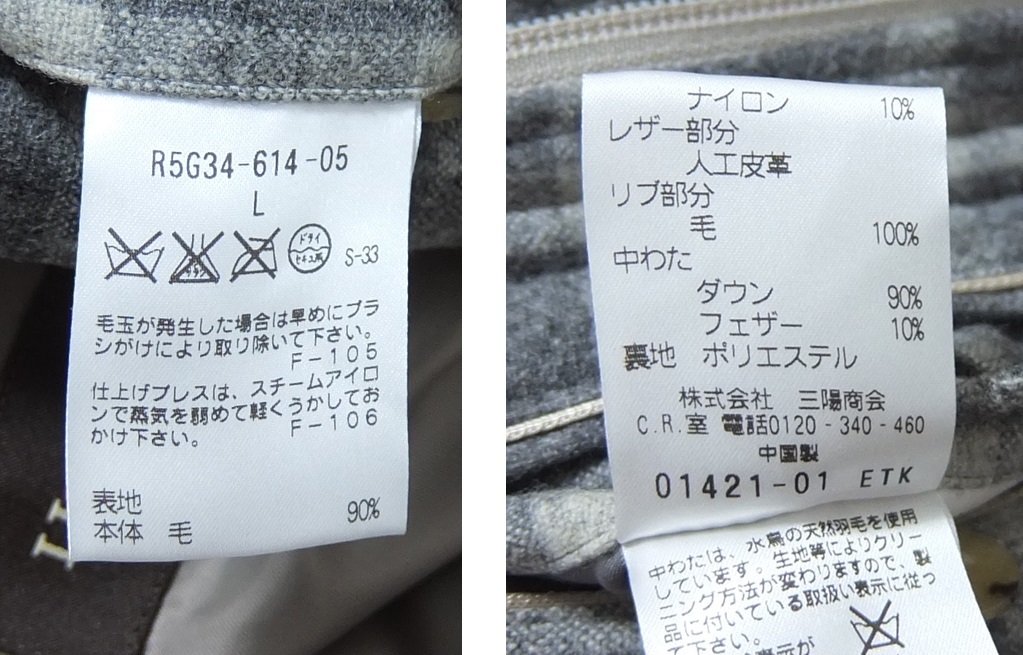 R5G34-614-05
L
ドライ
セキユ系
S-33
毛玉が発生した場合は早めにブラ
シがけにより取り除いて下さい。
F-105
仕上げプレスは、スチームアイロ
ンで蒸気を弱めて軽くうかしてお
かけ下さい。 F-106
表地
本体 毛 90%
ナイロン 10%
レザー部分
人工皮革
リブ部分
毛 100%
中わた
ダウン 90%
フェザー 10%
裏地 ポリエステル
株式会社 三陽商会
C.R.室 電話0120-340-460
中国製
01421-01 ETK
中わたは、水鳥の天然羽毛を使用
しています。生地等によりクリー
ニング方法が変わりますので、製
品に付いている取扱い表示に従っ
て下さい。